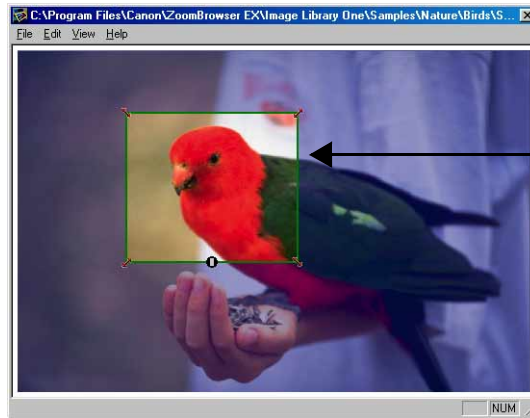 C:\Program Files\Canon\ZoomBrowser EX\Image Library One\Samples\Nature\Birds\S...
File Edit View Help
NUM